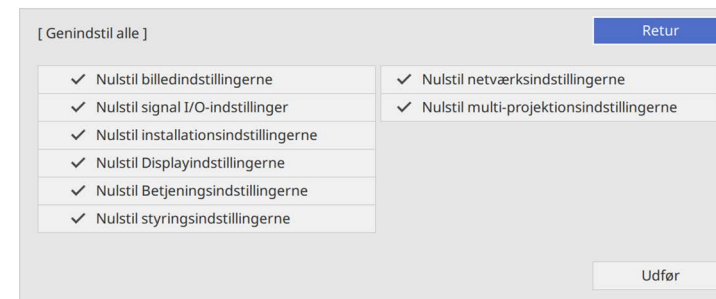 [ Genindstil alle ]
Retur
Nulstil billedindstillingerne
Nulstil signal I/O-indstillinger
Nulstil installationsindstillingerne
Nulstil Displayindstillingerne
Nulstil Betjeningsindstillingerne
Nulstil styringsindstillingerne
Nulstil netværksindstillingerne
Nulstil multi-projektionsindstillingerne
Udfør